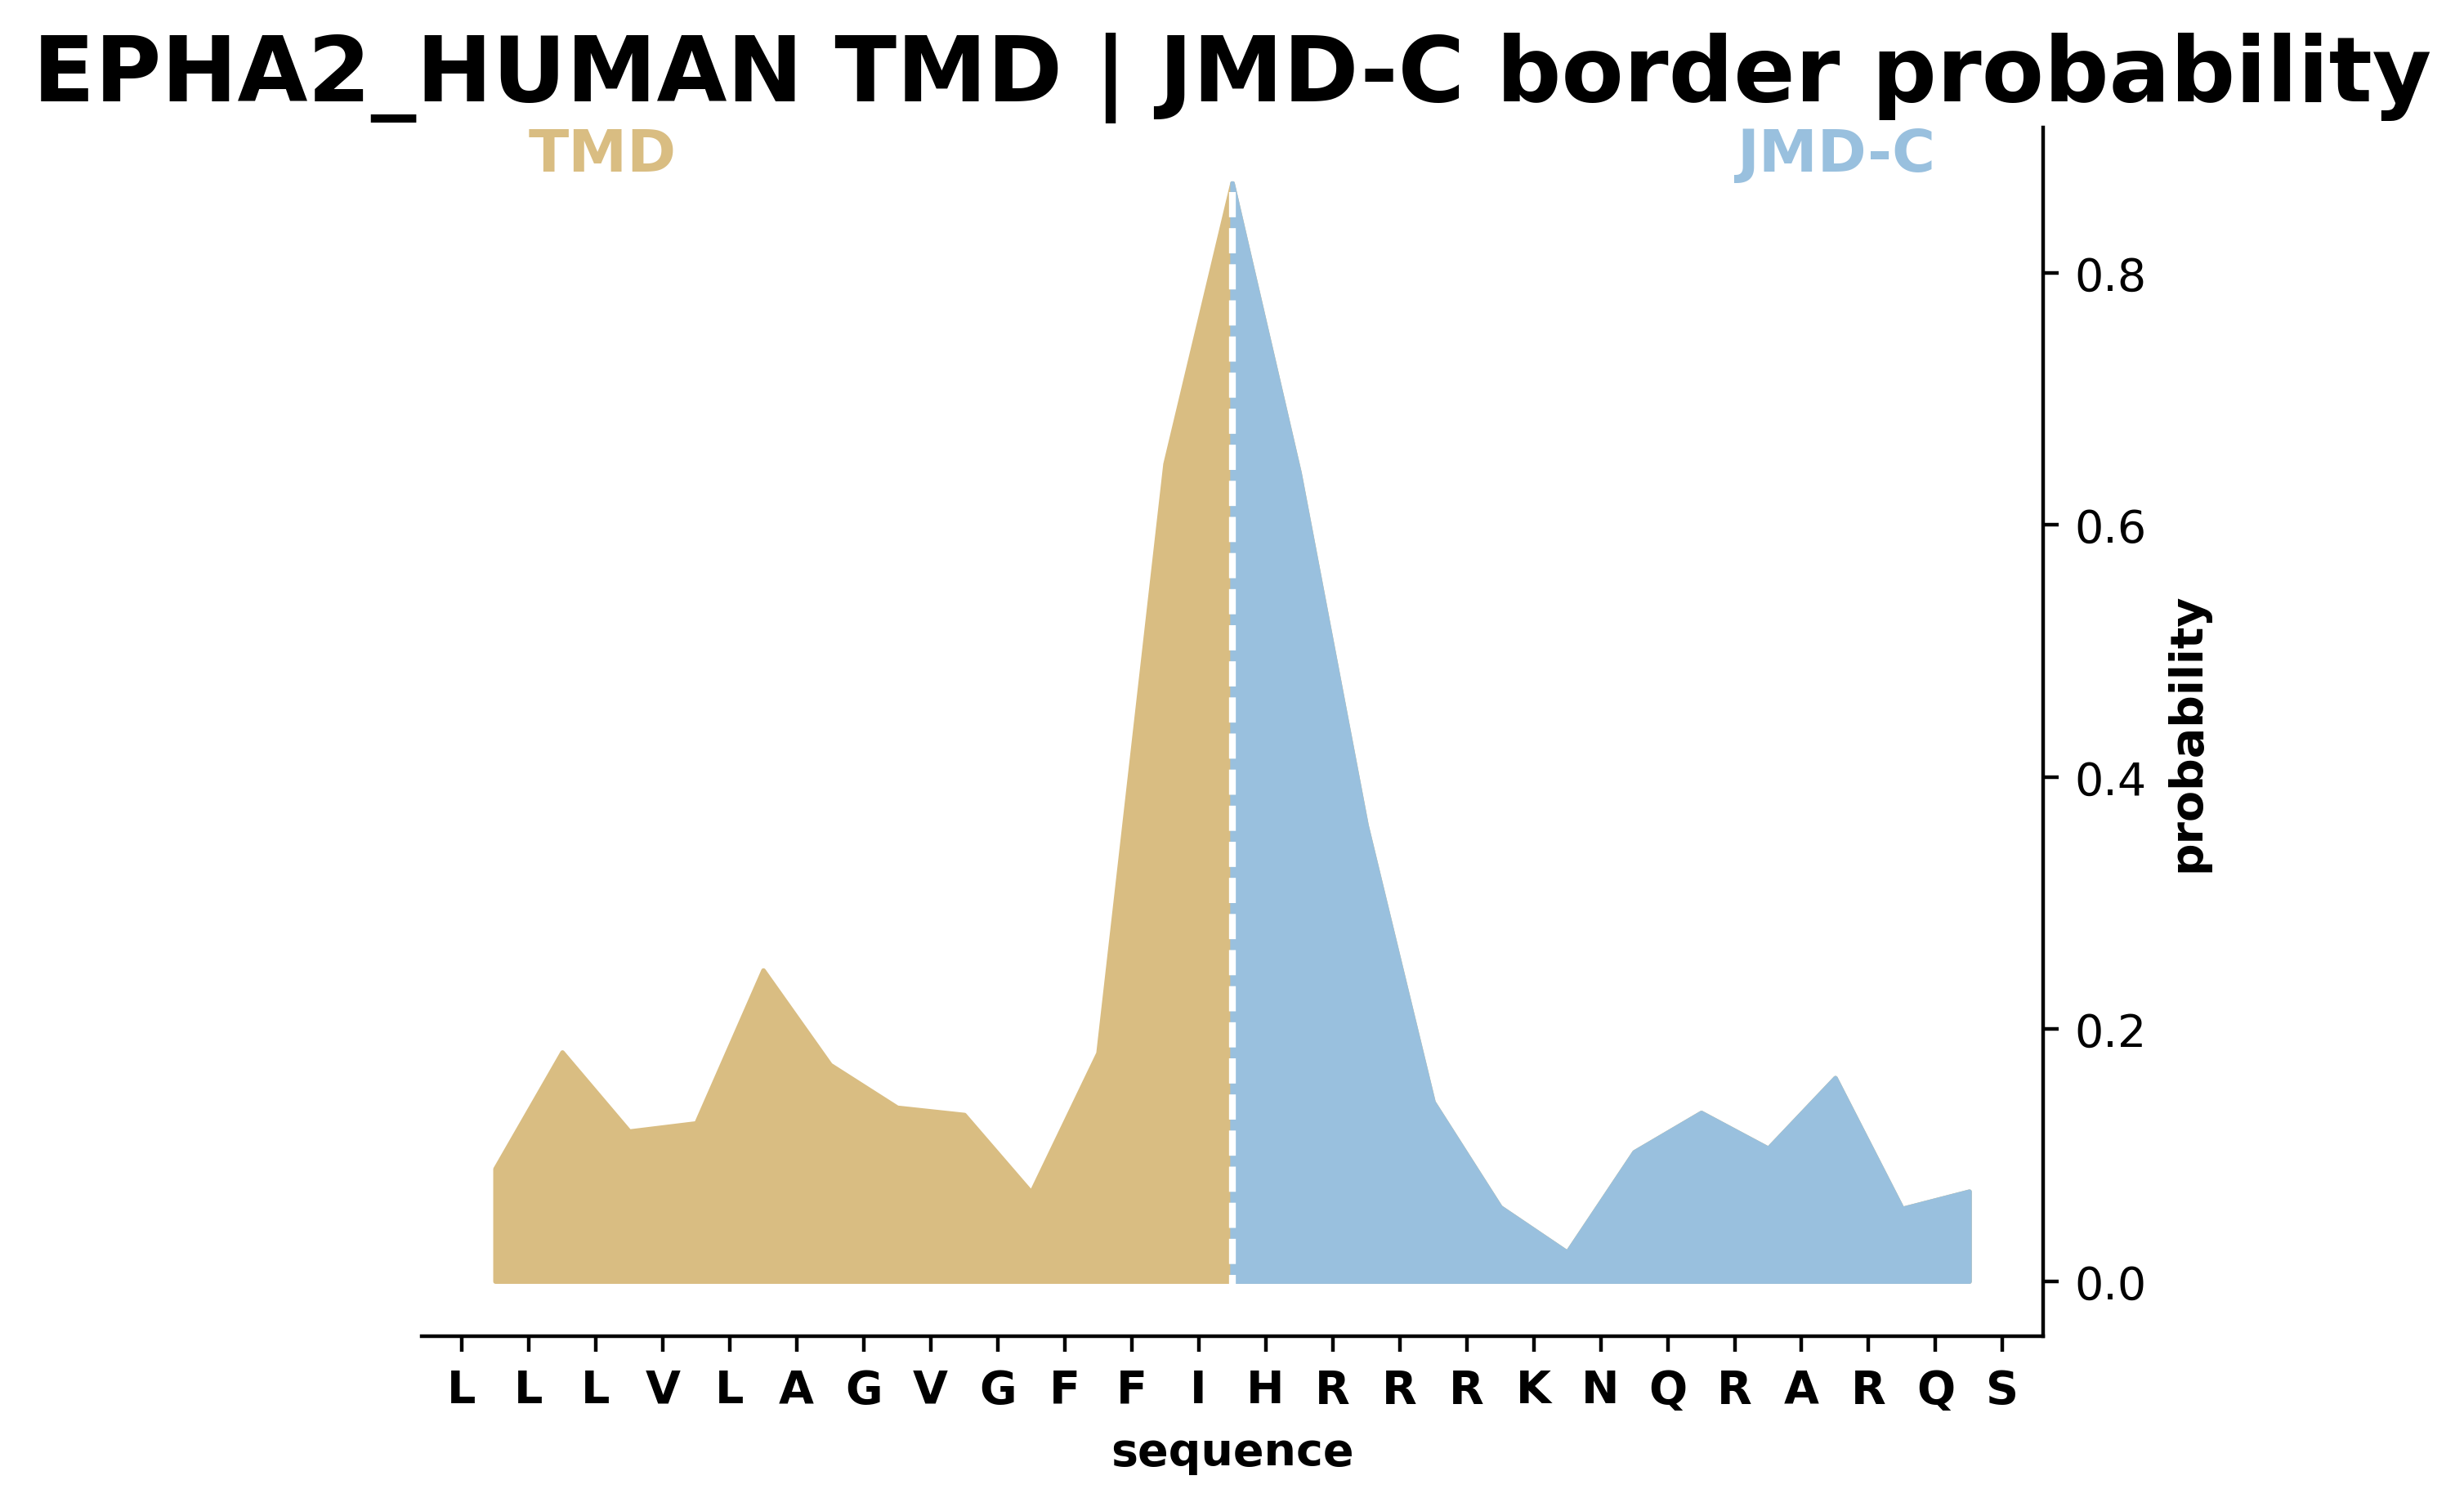 EPHA2_HUMAN TMD | JMD-C border probability
TMD JMD-C
0.8
0.6
0.4
0.2
0.0
probability
L L L V L A G V G F F I H R R R K N Q R A R Q S
sequence